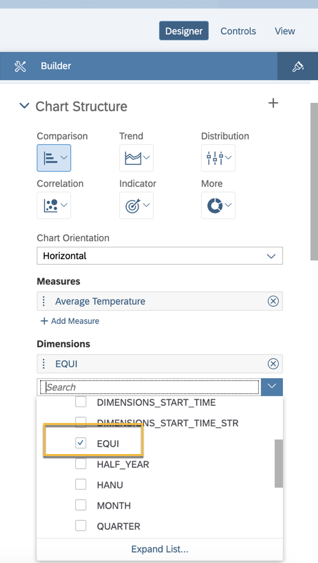 Designer Controls View
Builder
Chart Structure
Comparison Trend Distribution
Correlation Indicator More
Chart Orientation
Horizontal
Measures
Average Temperature
+ Add Measure
Dimensions
EQUI
Search
DIMENSIONS_START_TIME
DIMENSIONS_START_TIME_STR
EQUI
HALF_YEAR
HANU
MONTH
QUARTER
Expand List...